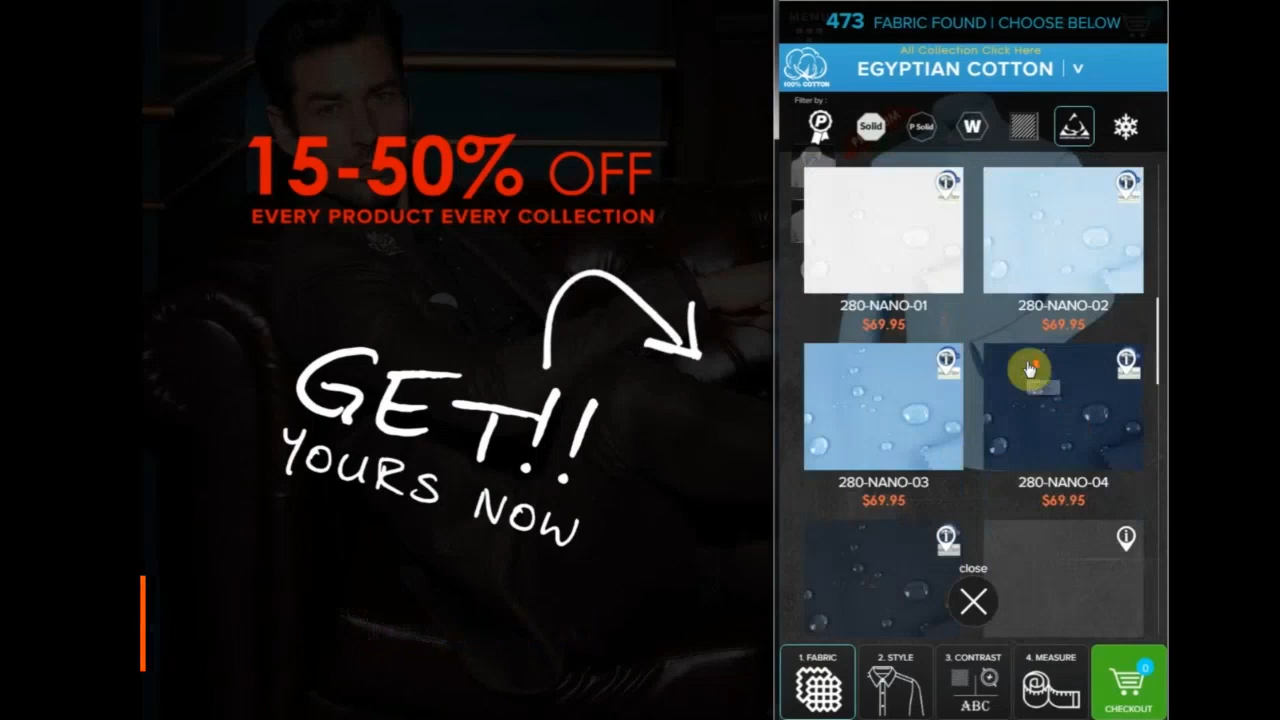 15-50% OFF
EVERY PRODUCT EVERY COLLECTION
GET!!
YOURS NOW
MENU
473 FABRIC FOUND | CHOOSE BELOW
All Collection Click Here
100% COTTON
EGYPTIAN COTTON | V
Filter by :
P
Solid
P Solid
W
280-NANO-01
$69.95
280-NANO-02
$69.95
280-NANO-03
$69.95
280-NANO-04
$69.95
close
1. FABRIC
2. STYLE
3. CONTRAST
ABC
4. MEASURE
0
CHECKOUT